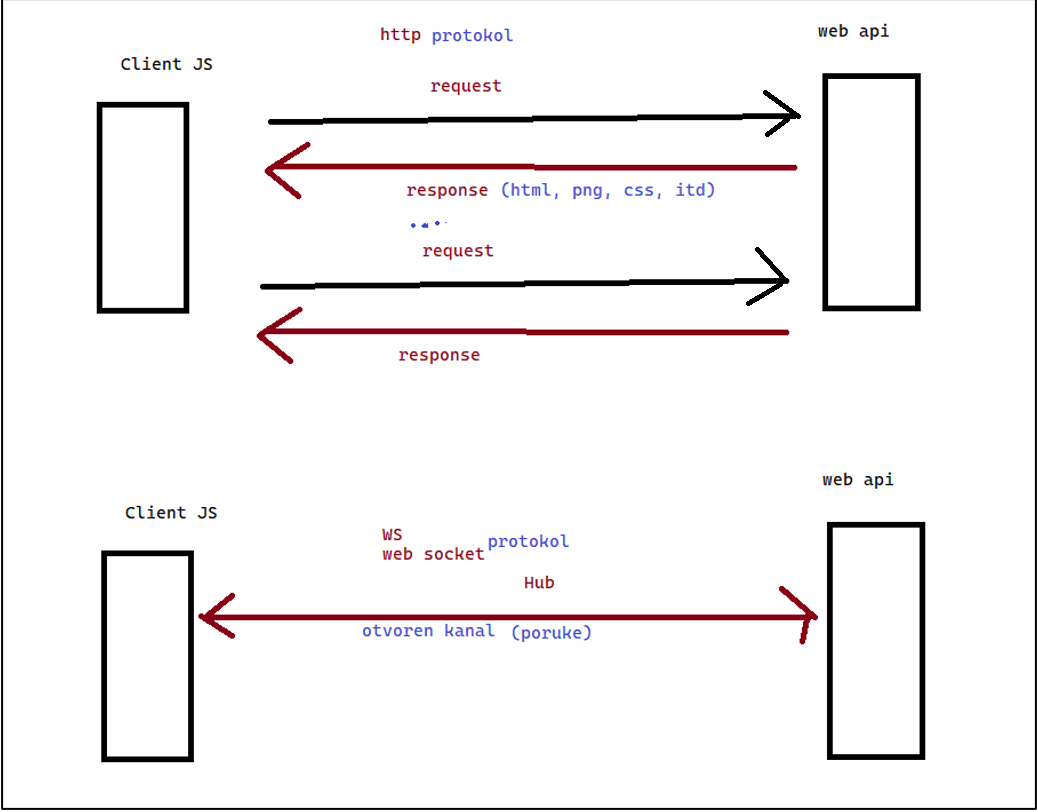 http protokol
web api
Client JS
request
response (html, png, css, itd)
request
response
web api
Client JS
WS
web socket protokol
Hub
otvoren kanal (poruke)